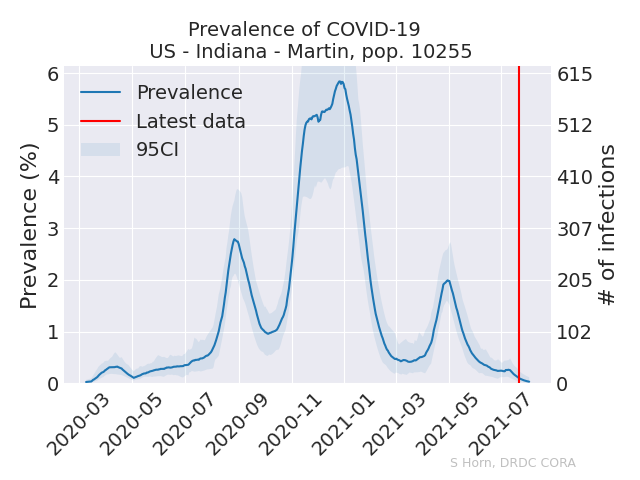 Prevalence of COVID-19
US - Indiana - Martin, pop. 10255
Prevalence
Latest data
95CI
Prevalence (%)
6
5
4
3
2
1
0
615
512
410
307
205
102
0
# of infections
2020-03
2020-05
2020-07
2020-09
2020-11
2021-01
2021-03
2021-05
2021-07
S Horn, DRDC CORA